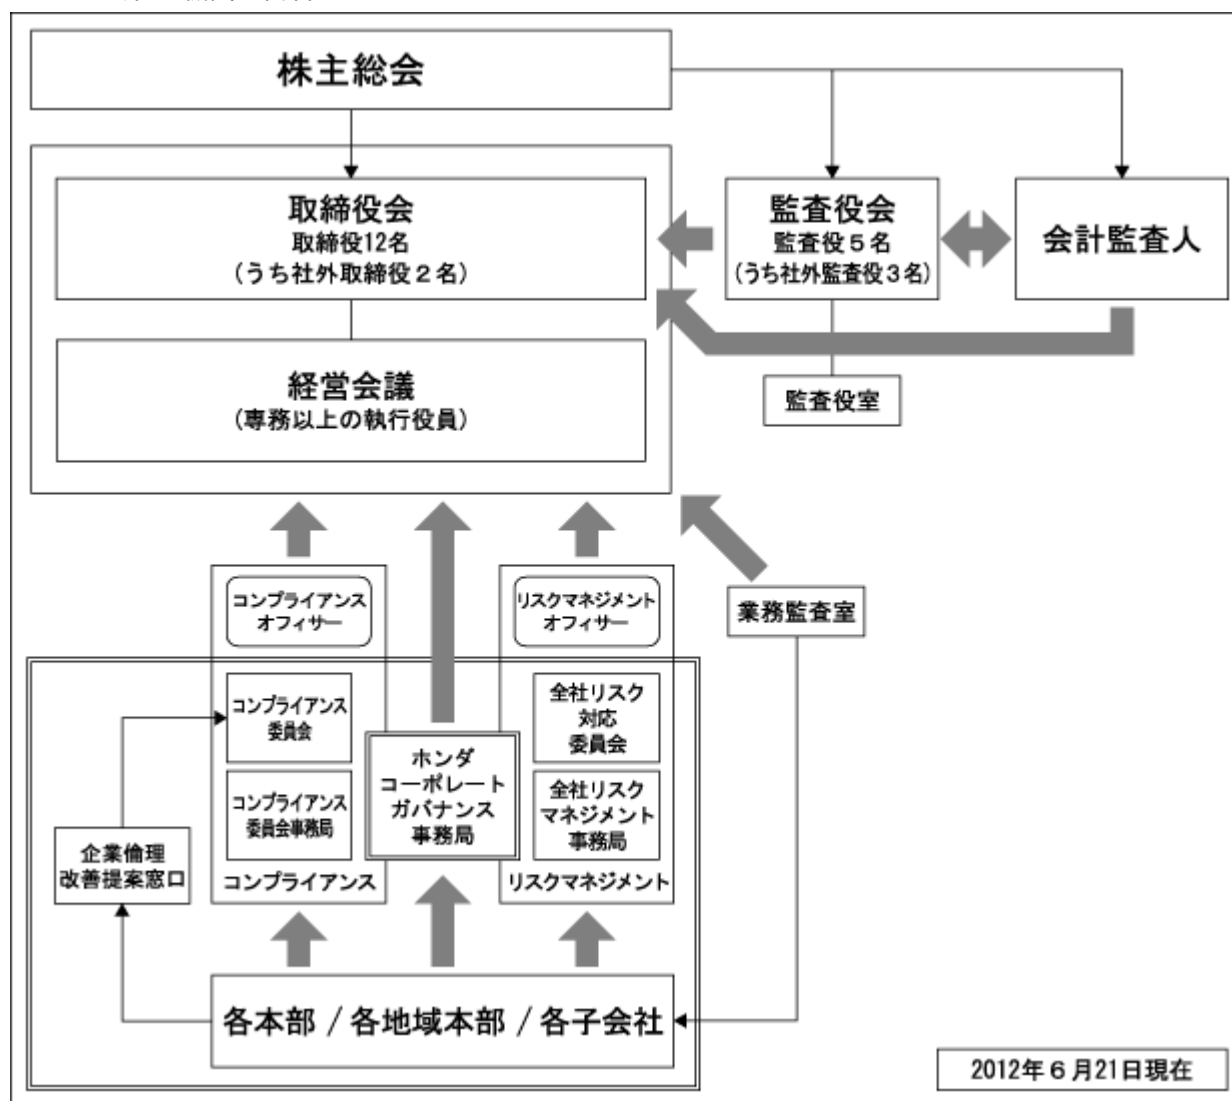 株主総会
取締役会
取締役12名
(うち社外取締役２名)
監査役会
監査役５名
(うち社外監査役３名)
会計監査人
経営会議
(専務以上の執行役員)
監査役室
コンプライアンス
オフィサー
リスクマネジメント
オフィサー
業務監査室
コンプライアンス
委員会
全社リスク
対応
委員会
ホンダ
コーポレート
ガバナンス
事務局
コンプライアンス
委員会事務局
全社リスク
マネジメント
事務局
企業倫理
改善提案窓口
コンプライアンス
リスクマネジメント
各本部 / 各地域本部 / 各子会社
2012年６月21日現在